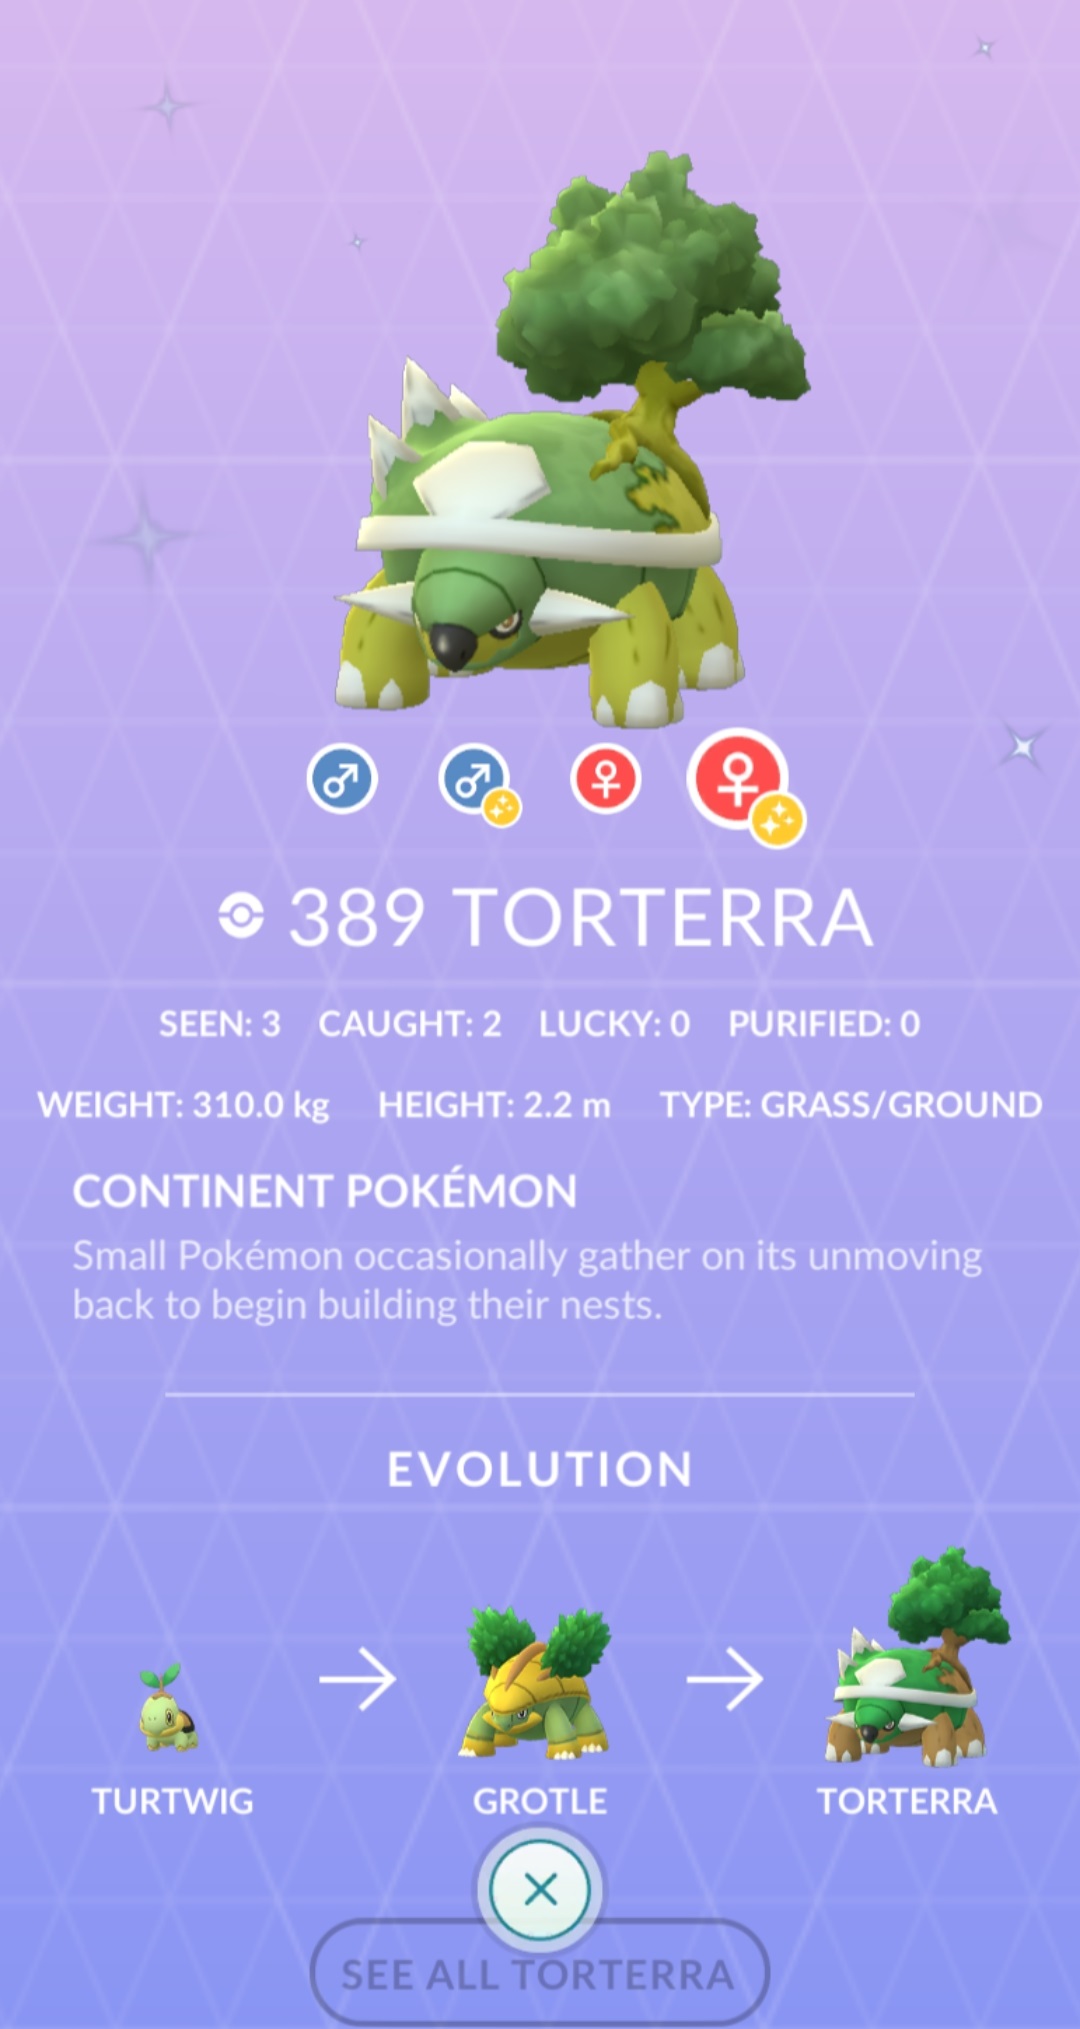 389 TORTERRA
SEEN: 3 CAUGHT: 2 LUCKY: 0 PURIFIED: 0
WEIGHT: 310.0 kg HEIGHT: 2.2 m TYPE: GRASS/GROUND
CONTINENT POKÉMON
Small Pokémon occasionally gather on its unmoving
back to begin building their nests.
EVOLUTION
TURTWIG GROTLE TORTERRA
SEE ALL TORTERRA